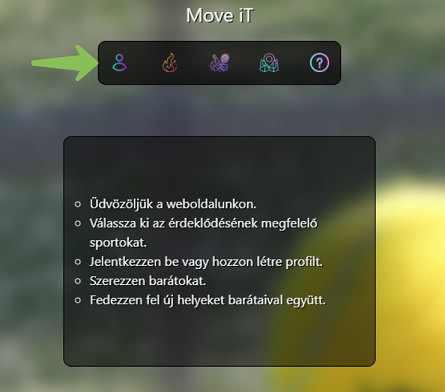 Move iT
Üdvözöljük a weboldalunkon.
Válassza ki az érdeklődésének megfelelő
sportokat.
Jelentkezzen be vagy hozzon létre profilt.
Szerezzen barátokat.
Fedezzen fel új helyeket barátaival együtt.